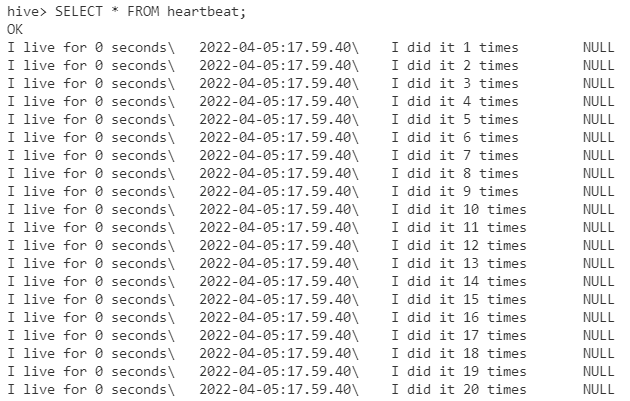 hive> SELECT * FROM heartbeat;
OK
I live for 0 seconds\   2022-04-05:17.59.40\    I did it 1 times        NULL
I live for 0 seconds\   2022-04-05:17.59.40\    I did it 2 times        NULL
I live for 0 seconds\   2022-04-05:17.59.40\    I did it 3 times        NULL
I live for 0 seconds\   2022-04-05:17.59.40\    I did it 4 times        NULL
I live for 0 seconds\   2022-04-05:17.59.40\    I did it 5 times        NULL
I live for 0 seconds\   2022-04-05:17.59.40\    I did it 6 times        NULL
I live for 0 seconds\   2022-04-05:17.59.40\    I did it 7 times        NULL
I live for 0 seconds\   2022-04-05:17.59.40\    I did it 8 times        NULL
I live for 0 seconds\   2022-04-05:17.59.40\    I did it 9 times        NULL
I live for 0 seconds\   2022-04-05:17.59.40\    I did it 10 times       NULL
I live for 0 seconds\   2022-04-05:17.59.40\    I did it 11 times       NULL
I live for 0 seconds\   2022-04-05:17.59.40\    I did it 12 times       NULL
I live for 0 seconds\   2022-04-05:17.59.40\    I did it 13 times       NULL
I live for 0 seconds\   2022-04-05:17.59.40\    I did it 14 times       NULL
I live for 0 seconds\   2022-04-05:17.59.40\    I did it 15 times       NULL
I live for 0 seconds\   2022-04-05:17.59.40\    I did it 16 times       NULL
I live for 0 seconds\   2022-04-05:17.59.40\    I did it 17 times       NULL
I live for 0 seconds\   2022-04-05:17.59.40\    I did it 18 times       NULL
I live for 0 seconds\   2022-04-05:17.59.40\    I did it 19 times       NULL
I live for 0 seconds\   2022-04-05:17.59.40\    I did it 20 times       NULL